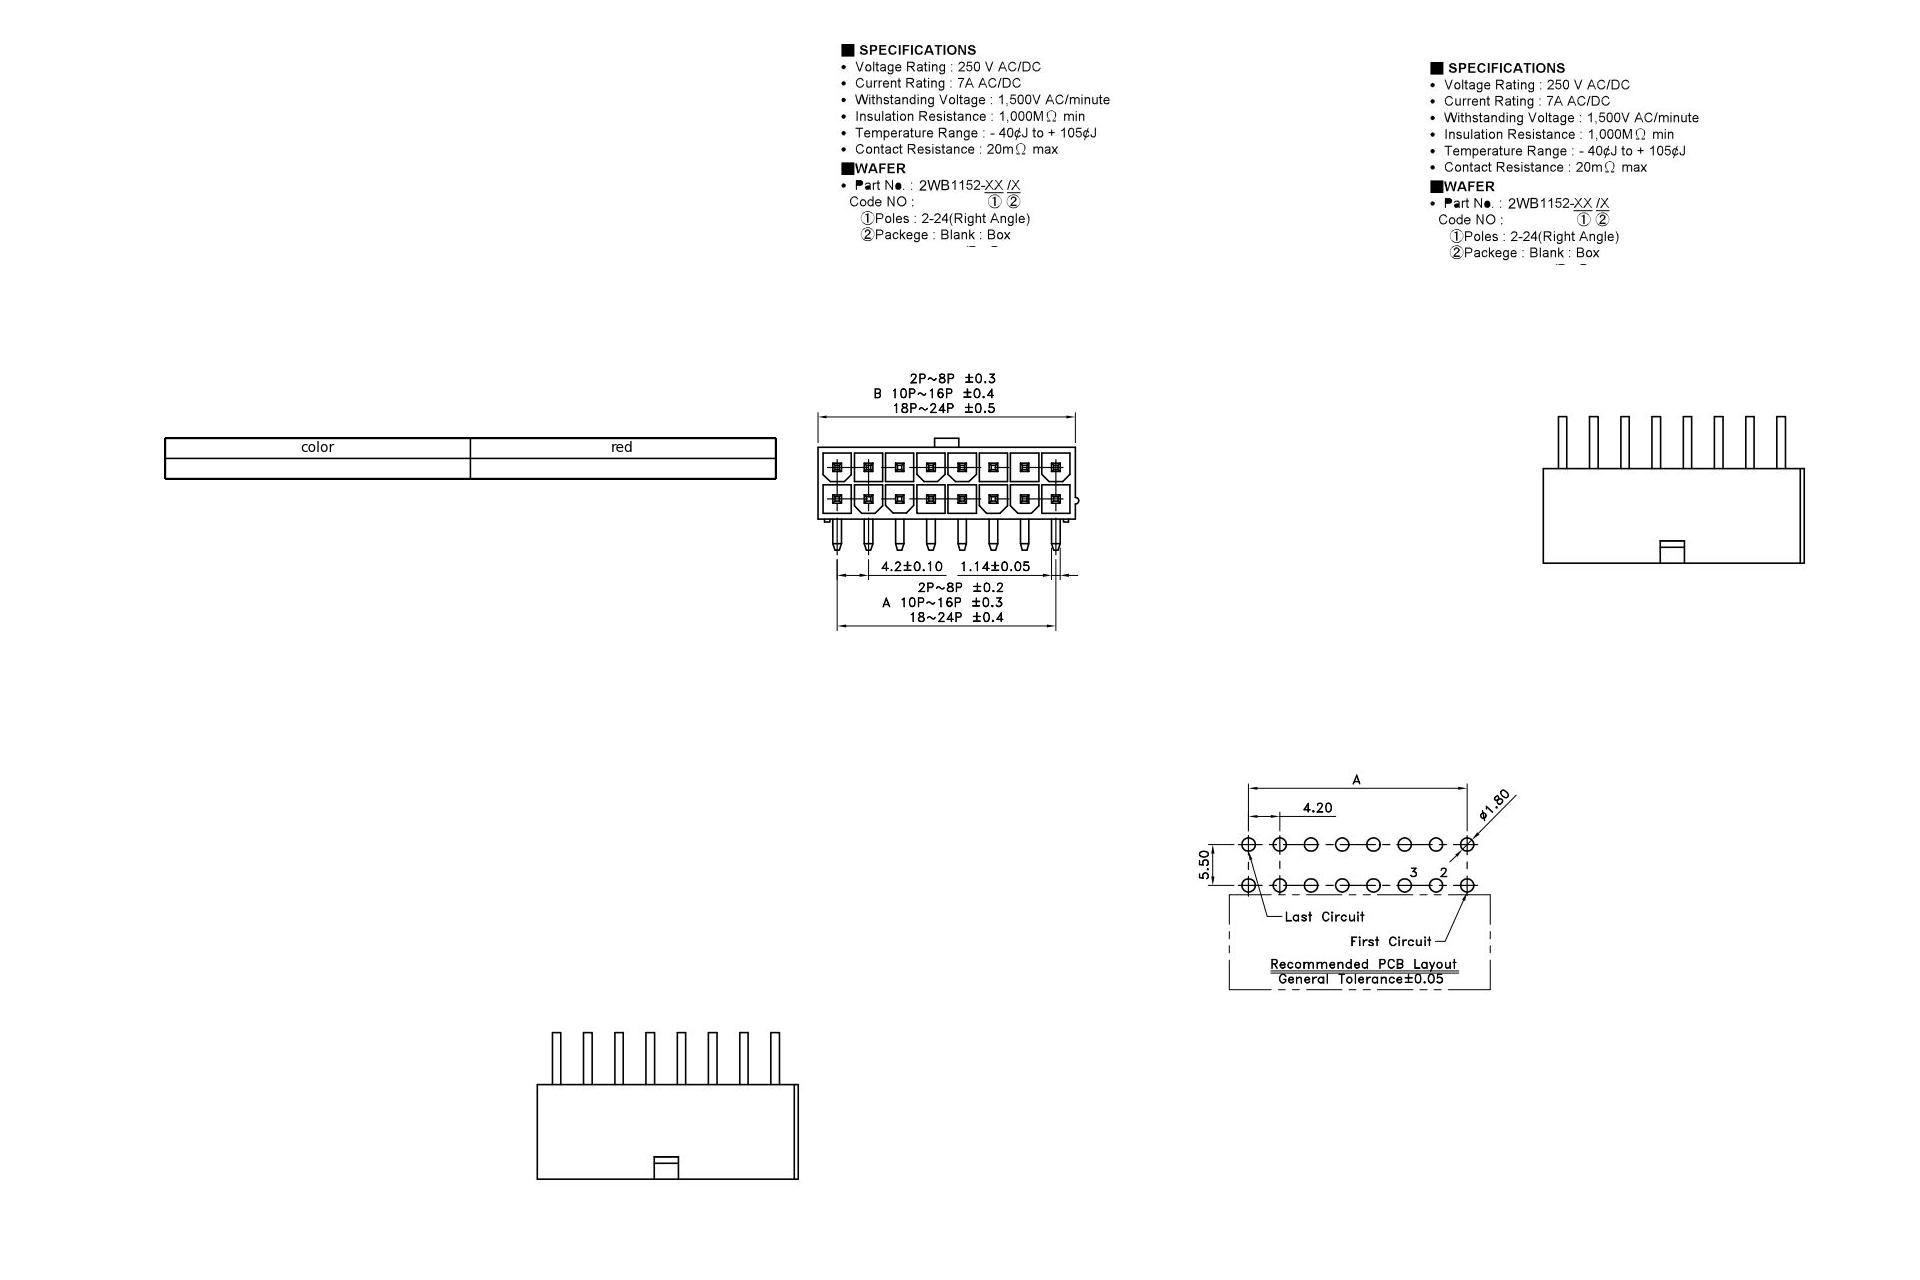 ■ SPECIFICATIONS
• Voltage Rating : 250 V AC/DC
• Current Rating : 7A AC/DC
• Withstanding Voltage : 1,500V AC/minute
• Insulation Resistance : 1,000MΩ min
• Temperature Range : - 40¢J to + 105¢J
• Contact Resistance : 20mΩ max
■WAFER
• Part No. : 2WB1152-XX /X
Code NO : ① ②
①Poles : 2-24(Right Angle)
②Packege : Blank : Box
■ SPECIFICATIONS
• Voltage Rating : 250 V AC/DC
• Current Rating : 7A AC/DC
• Withstanding Voltage : 1,500V AC/minute
• Insulation Resistance : 1,000MΩ min
• Temperature Range : - 40¢J to + 105¢J
• Contact Resistance : 20mΩ max
■WAFER
• Part No. : 2WB1152-XX /X
Code NO : ① ②
①Poles : 2-24(Right Angle)
②Packege : Blank : Box
color red
2P~8P ±0.3
B 10P~16P ±0.4
18P~24P ±0.5
4.2±0.10 1.14±0.05
2P~8P ±0.2
A 10P~16P ±0.3
18~24P ±0.4
A
4.20
ø1.80
5.50
3 2
Last Circuit
First Circuit
Recommended PCB Layout
General Tolerance±0.05